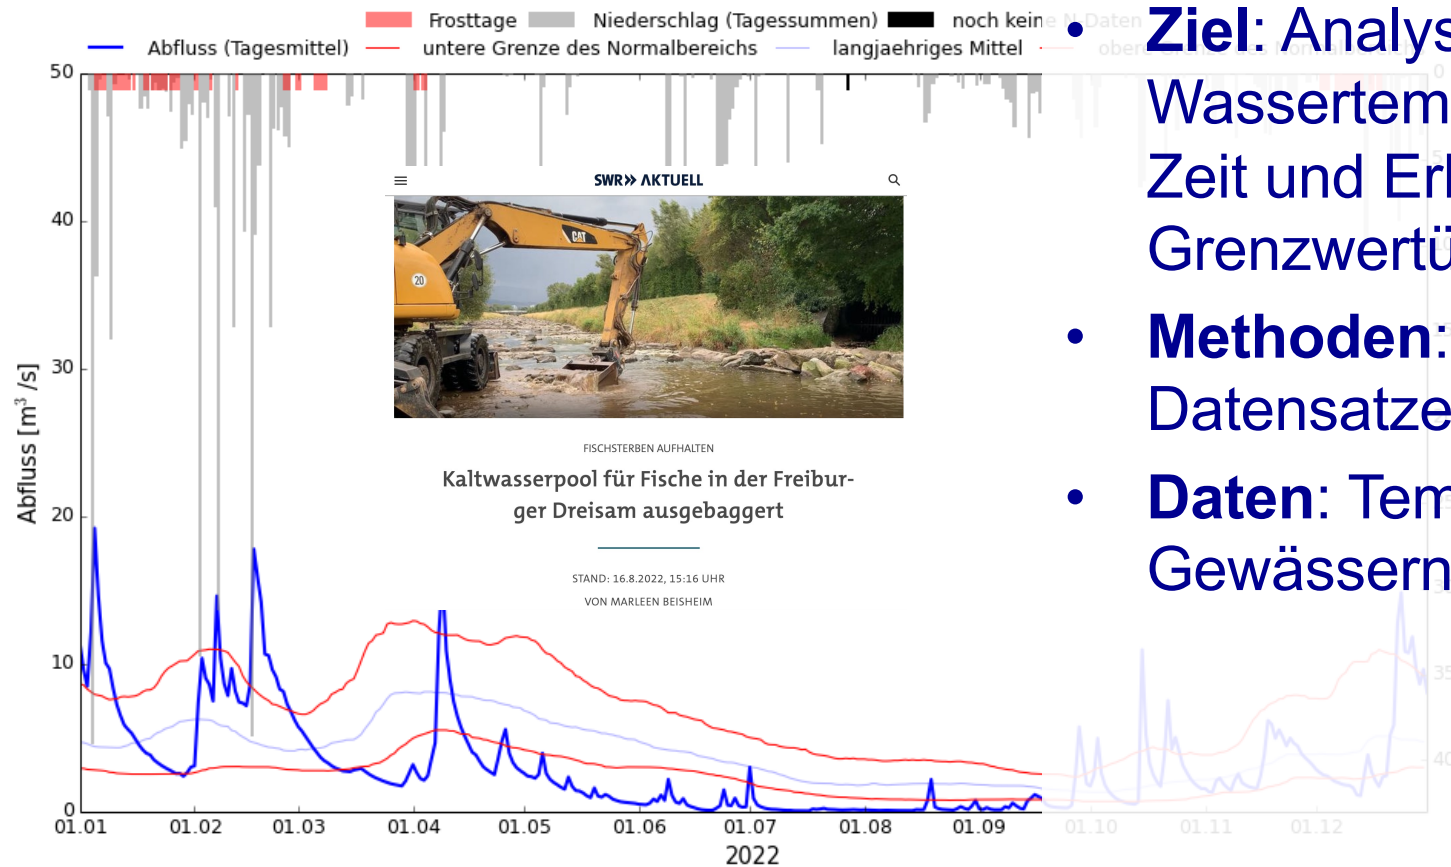 Frosttage Niederschlag (Tagessummen) noch keine N-Daten
Abfluss (Tagesmittel) untere Grenze des Normalbereichs langjaehriges Mittel
50
40
30
20
10
0
Abfluss [m³ /s]
01.01 01.02 01.03 01.04 01.05 01.06 01.07 01.08 01.09 01.10 01.11 01.12
2022
0
35
40
SWR» AKTUELL
CAT
20
FISCHSTERBEN AUFHALTEN
Kaltwasserpool für Fische in der Freibur-
ger Dreisam ausgebaggert
STAND: 16.8.2022, 15:16 UHR
VON MARLEEN BEISHEIM
• Ziel: Analys
Wassertem
Zeit und Erl
Grenzwertü
• Methoden:
Datensatze
• Daten: Tem
Gewässern